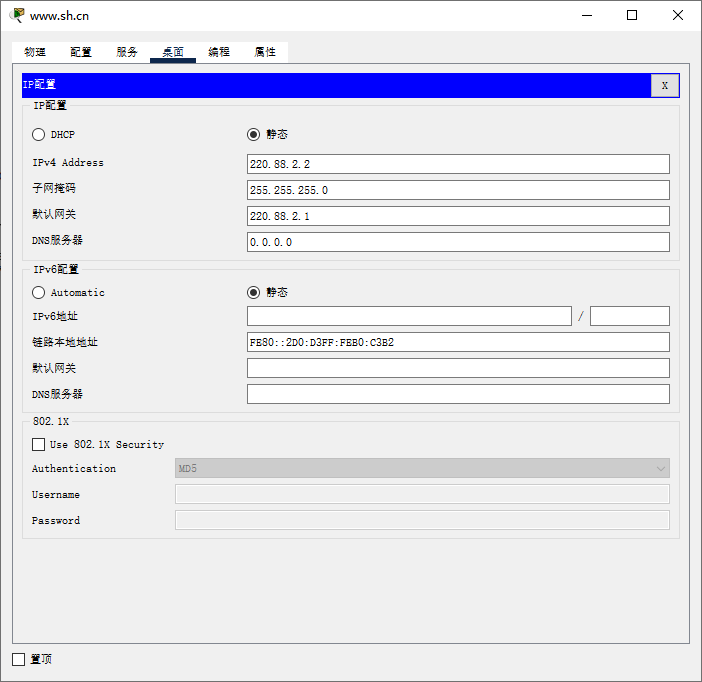 www.sh.cn
物理 配置 服务 桌面 编程 属性
IP配置 X
IP配置
DHCP 静态
IPv4 Address 220.88.2.2
子网掩码 255.255.255.0
默认网关 220.88.2.1
DNS服务器 0.0.0.0
IPv6配置
Automatic 静态
IPv6地址 /
链路本地地址 FE80::2D0:D3FF:FEB0:C3B2
默认网关
DNS服务器
802.1X
Use 802.1X Security
Authentication MD5
Username
Password
置顶